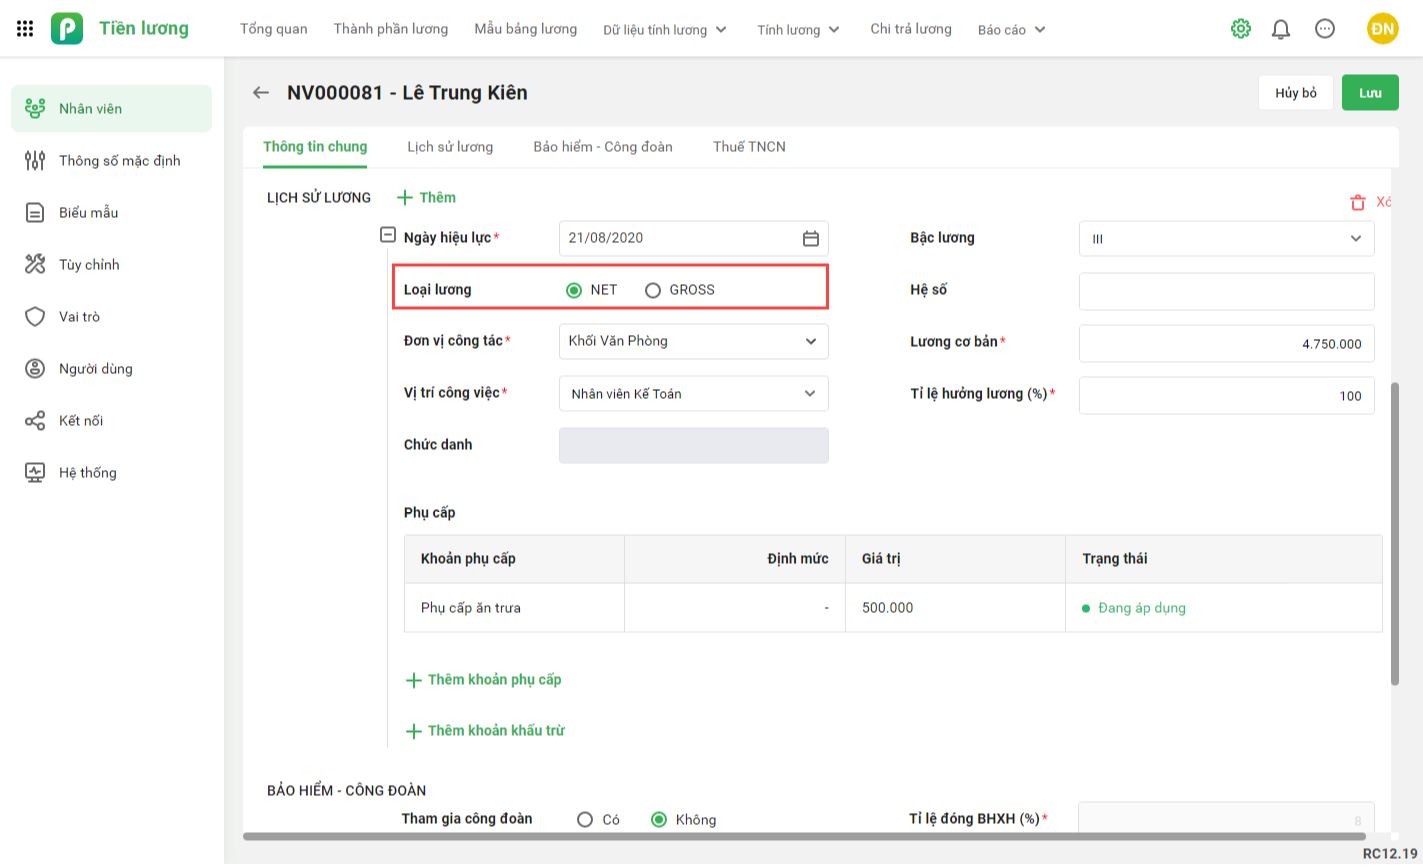 Tiền lương Tổng quan Thành phần lương Mẫu bảng lương Dữ liệu tính lương Tính lương Chi trả lương Báo cáo ĐN
Nhân viên
Thông số mặc định
Biểu mẫu
Tùy chỉnh
Vai trò
Người dùng
Kết nối
Hệ thống
NV000081 - Lê Trung Kiên Hủy bỏ Lưu
Thông tin chung Lịch sử lương Bảo hiểm - Công đoàn Thuế TNCN
LỊCH SỬ LƯƠNG Thêm
Ngày hiệu lực* 21/08/2020 Bậc lương III
Loại lương NET GROSS Hệ số
Đơn vị công tác* Khối Văn Phòng Lương cơ bản* 4.750.000
Vị trí công việc* Nhân viên Kế Toán Tỉ lệ hưởng lương (%)* 100
Chức danh
Phụ cấp
Khoản phụ cấp Định mức Giá trị Trạng thái
Phụ cấp ăn trưa - 500.000 Đang áp dụng
Thêm khoản phụ cấp
Thêm khoản khấu trừ
BẢO HIỂM - CÔNG ĐOÀN
Tham gia công đoàn Có Không Tỉ lệ đóng BHXH (%)* 8
RC12.19